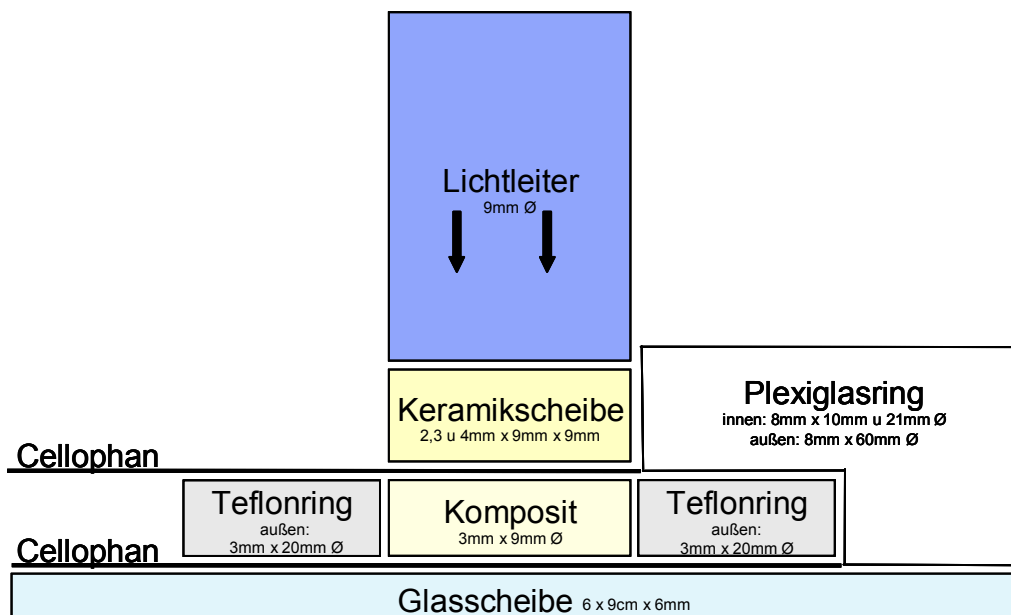 Lichtleiter
9mm Ø
Keramikscheibe
2,3 u 4mm x 9mm x 9mm
Plexiglasring
innen: 8mm x 10mm u 21mm Ø
außen: 8mm x 60mm Ø
Cellophan
Teflonring
außen:
3mm x 20mm Ø
Komposit
3mm x 9mm Ø
Teflonring
außen:
3mm x 20mm Ø
Cellophan
Glasscheibe 6 x 9cm x 6mm